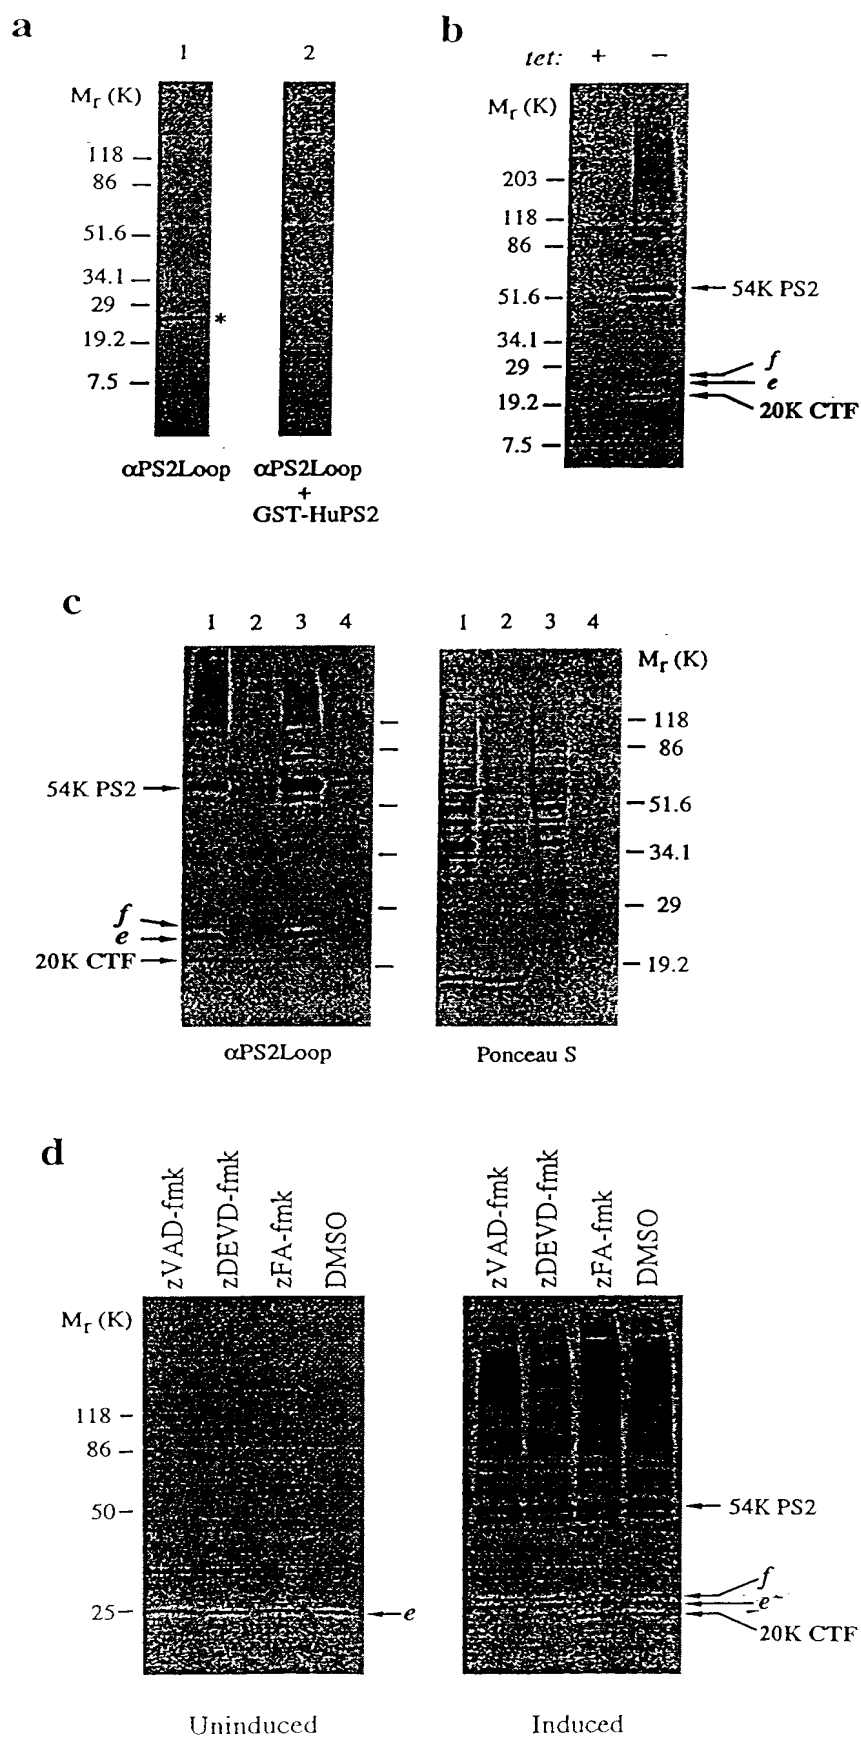 a
1 2
Mr (K)
118
86
51.6
34.1
29
19.2
7.5
*
αPS2Loop
αPS2Loop
+
GST-HuPS2
b
tet: + −
Mr (K)
203
118
86
51.6
34.1
29
19.2
7.5
54K PS2
f
e
20K CTF
c
1 2 3 4
54K PS2
f
e
20K CTF
αPS2Loop
1 2 3 4
Mr (K)
118
86
51.6
34.1
29
19.2
Ponceau S
d
zVAD-fmk
zDEVD-fmk
zFA-fmk
DMSO
Mr (K)
118
86
50
25
e
Uninduced
zVAD-fmk
zDEVD-fmk
zFA-fmk
DMSO
54K PS2
f
e
20K CTF
Induced